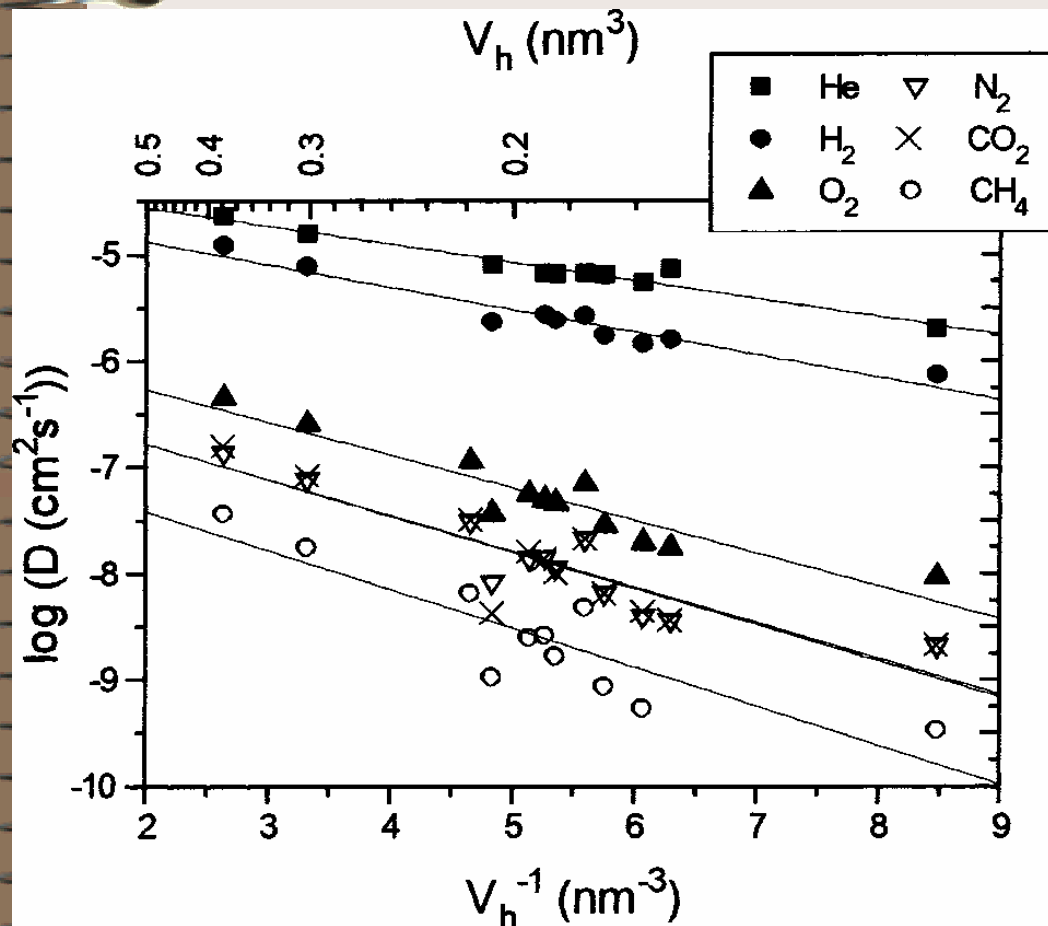 V_h (nm^3)
0.5 0.4 0.3 0.2
He N_2
H_2 CO_2
O_2 CH_4
-5
-6
-7
-8
-9
-10
log (D (cm^2s^-1))
2 3 4 5 6 7 8 9
V_h^-1 (nm^-3)